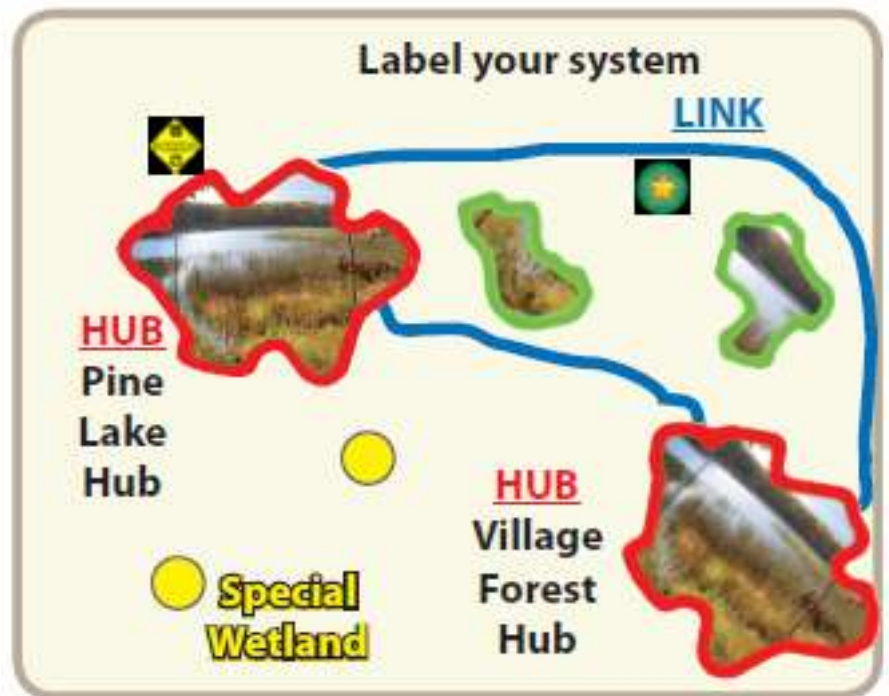 Label your system
LINK
HUB
Pine
Lake
Hub
HUB
Village
Forest
Hub
Special
Wetland